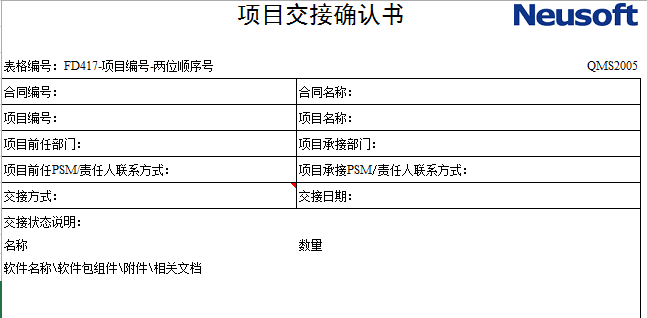 项目交接确认书
Neusoft
表格编号：FD417-项目编号-两位顺序号 QMS2005
合同编号： 合同名称：
项目编号： 项目名称：
项目前任部门： 项目承接部门：
项目前任PSM/责任人联系方式： 项目承接PSM/责任人联系方式：
交接方式： 交接日期：
交接状态说明：
名称 数量
软件名称\软件包组件\附件\相关文档